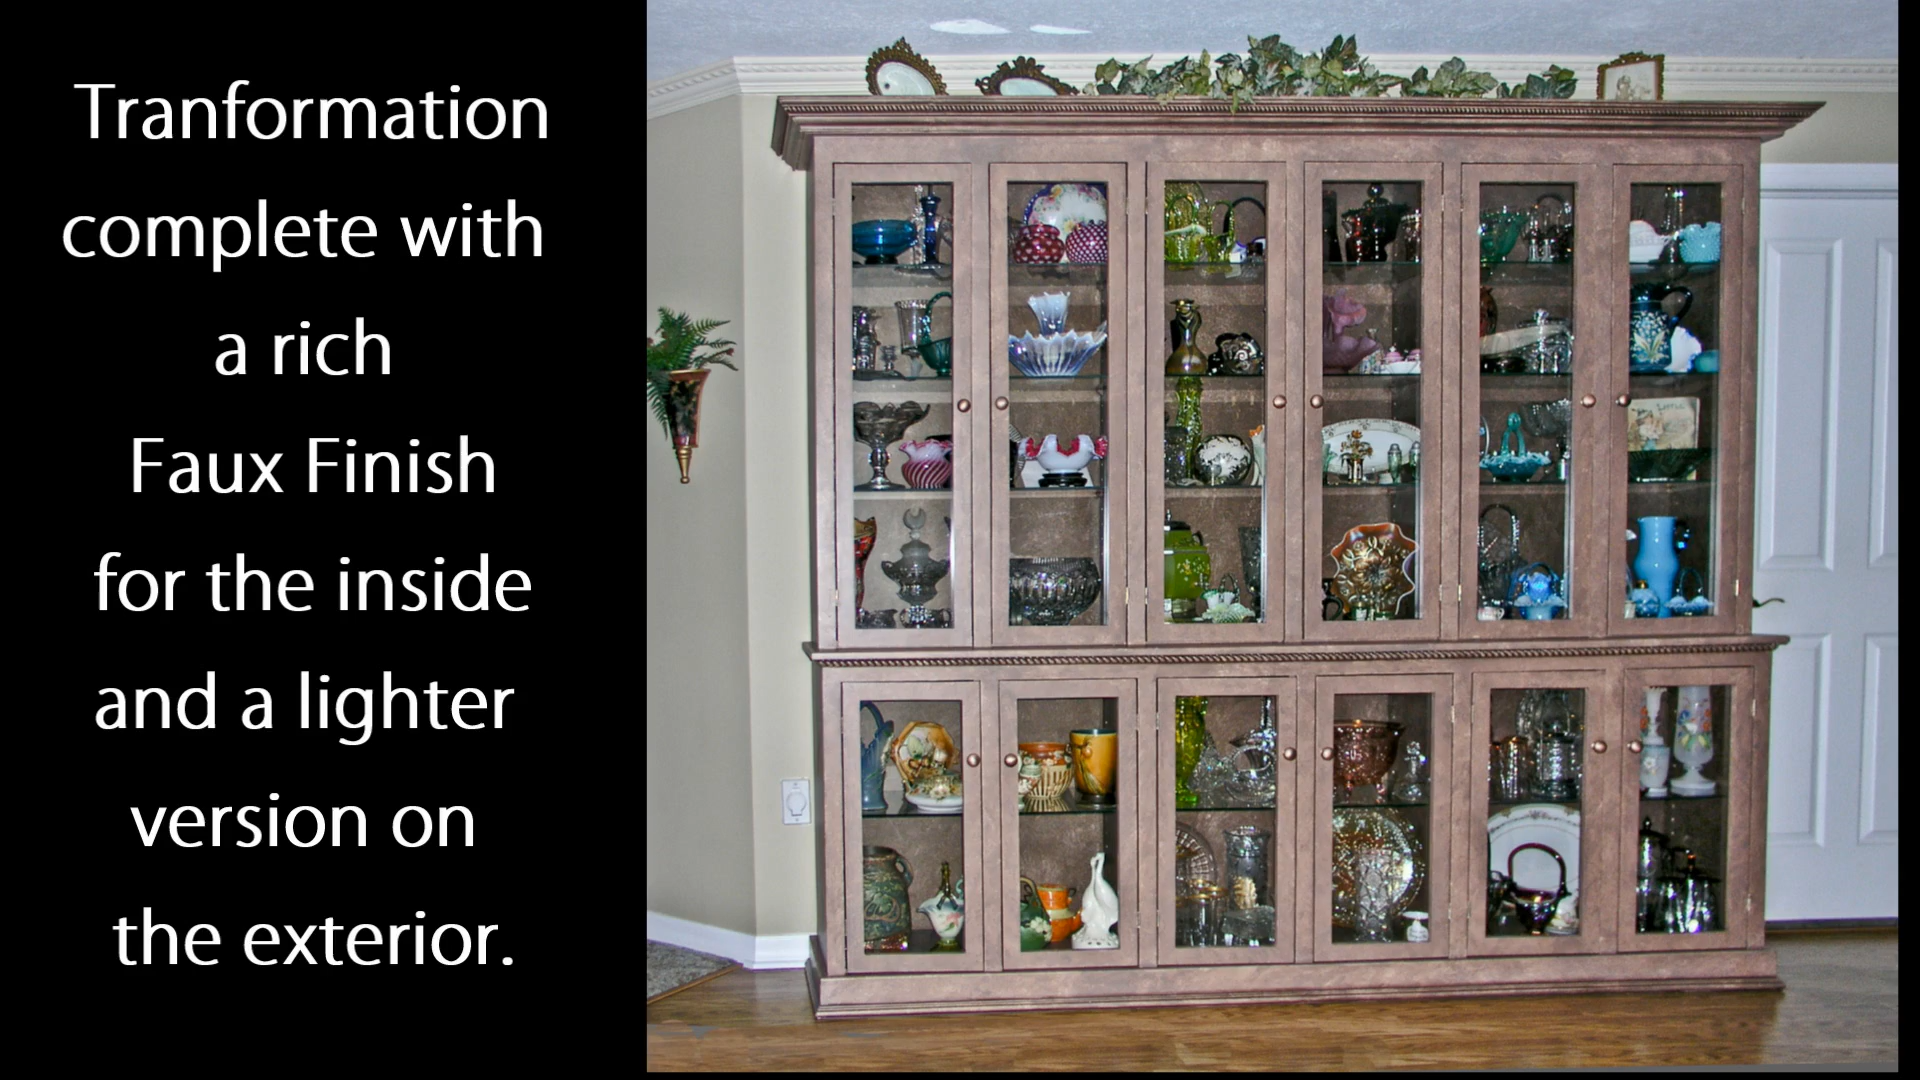 Tranformation
complete with
a rich
Faux Finish
for the inside
and a lighter
version on
the exterior.